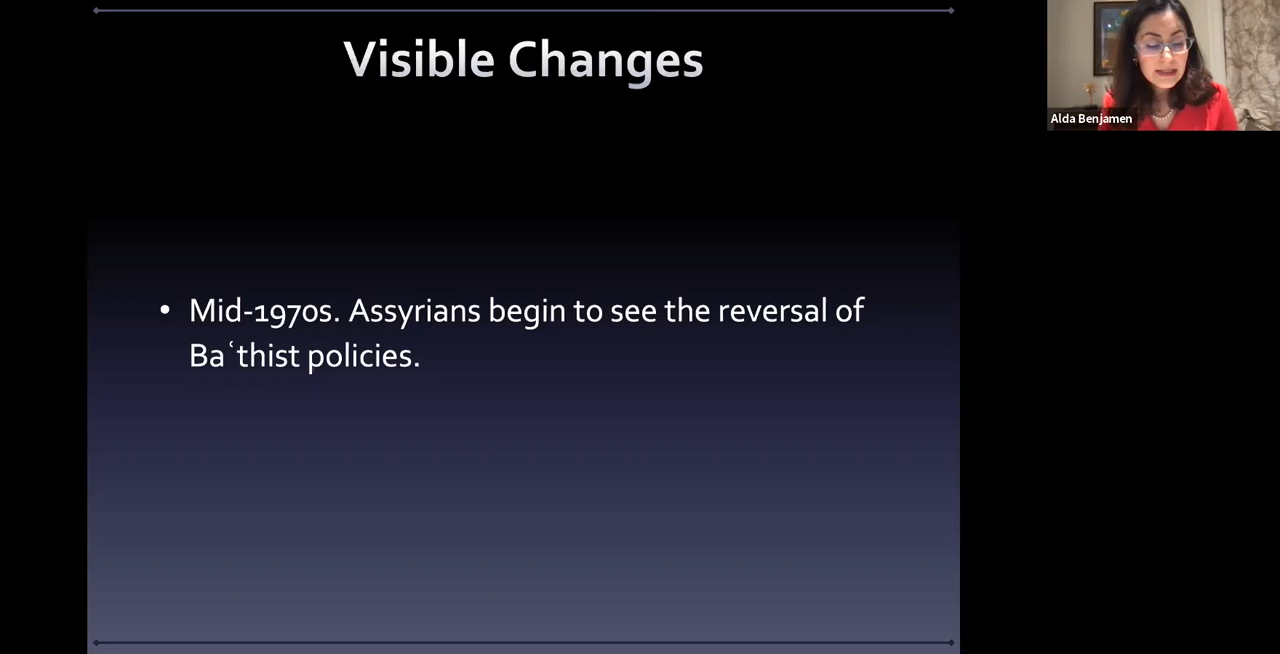 Visible Changes
Alda Benjamen
• Mid-1970s. Assyrians begin to see the reversal of
Baʿthist policies.